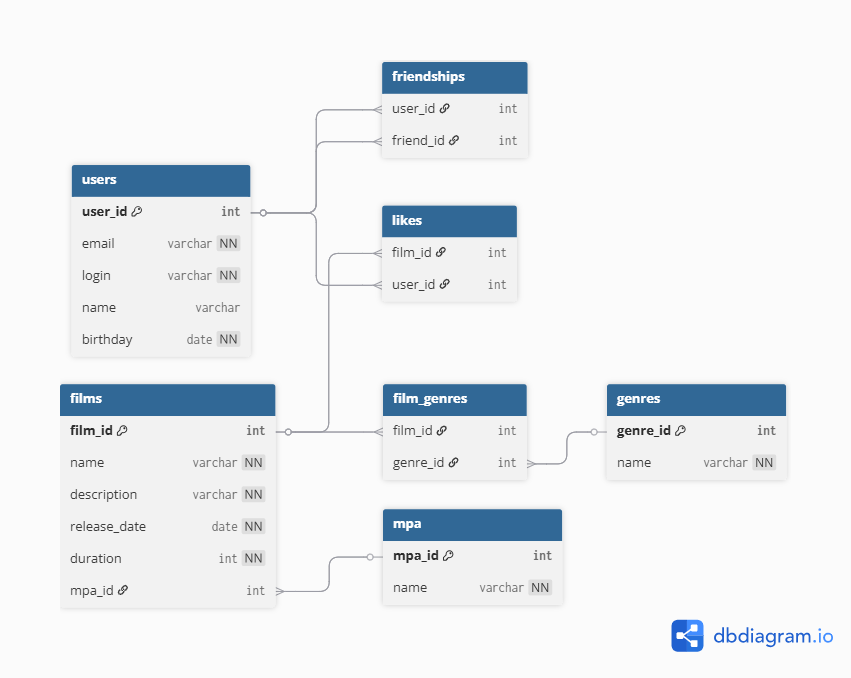 friendships
user_id int
friend_id int
users
user_id int
email varchar NN
login varchar NN
name varchar
birthday date NN
likes
film_id int
user_id int
films
film_id int
name varchar NN
description varchar NN
release_date date NN
duration int NN
mpa_id int
film_genres
film_id int
genre_id int
genres
genre_id int
name varchar NN
mpa
mpa_id int
name varchar NN
dbdiagram.io